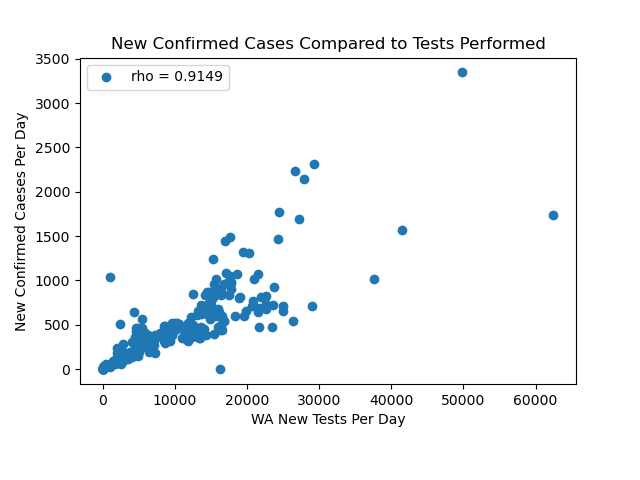 New Confirmed Cases Compared to Tests Performed
rho = 0.9149
New Confirmed Caeses Per Day
3500
3000
2500
2000
1500
1000
500
0
0 10000 20000 30000 40000 50000 60000
WA New Tests Per Day